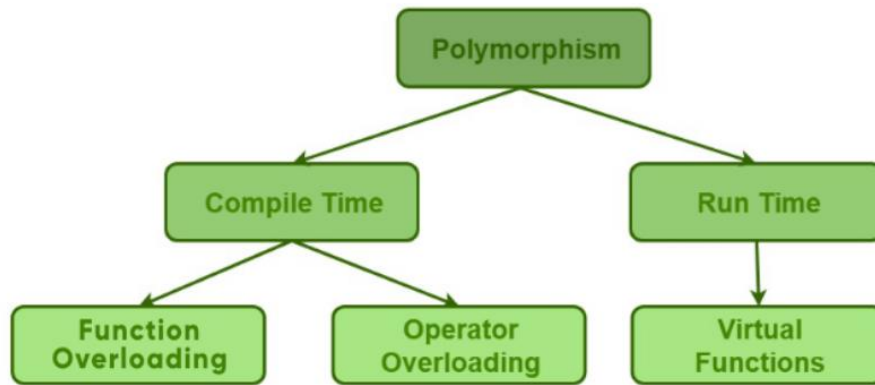 Polymorphism
Compile Time
Run Time
Function
Overloading
Operator
Overloading
Virtual
Functions